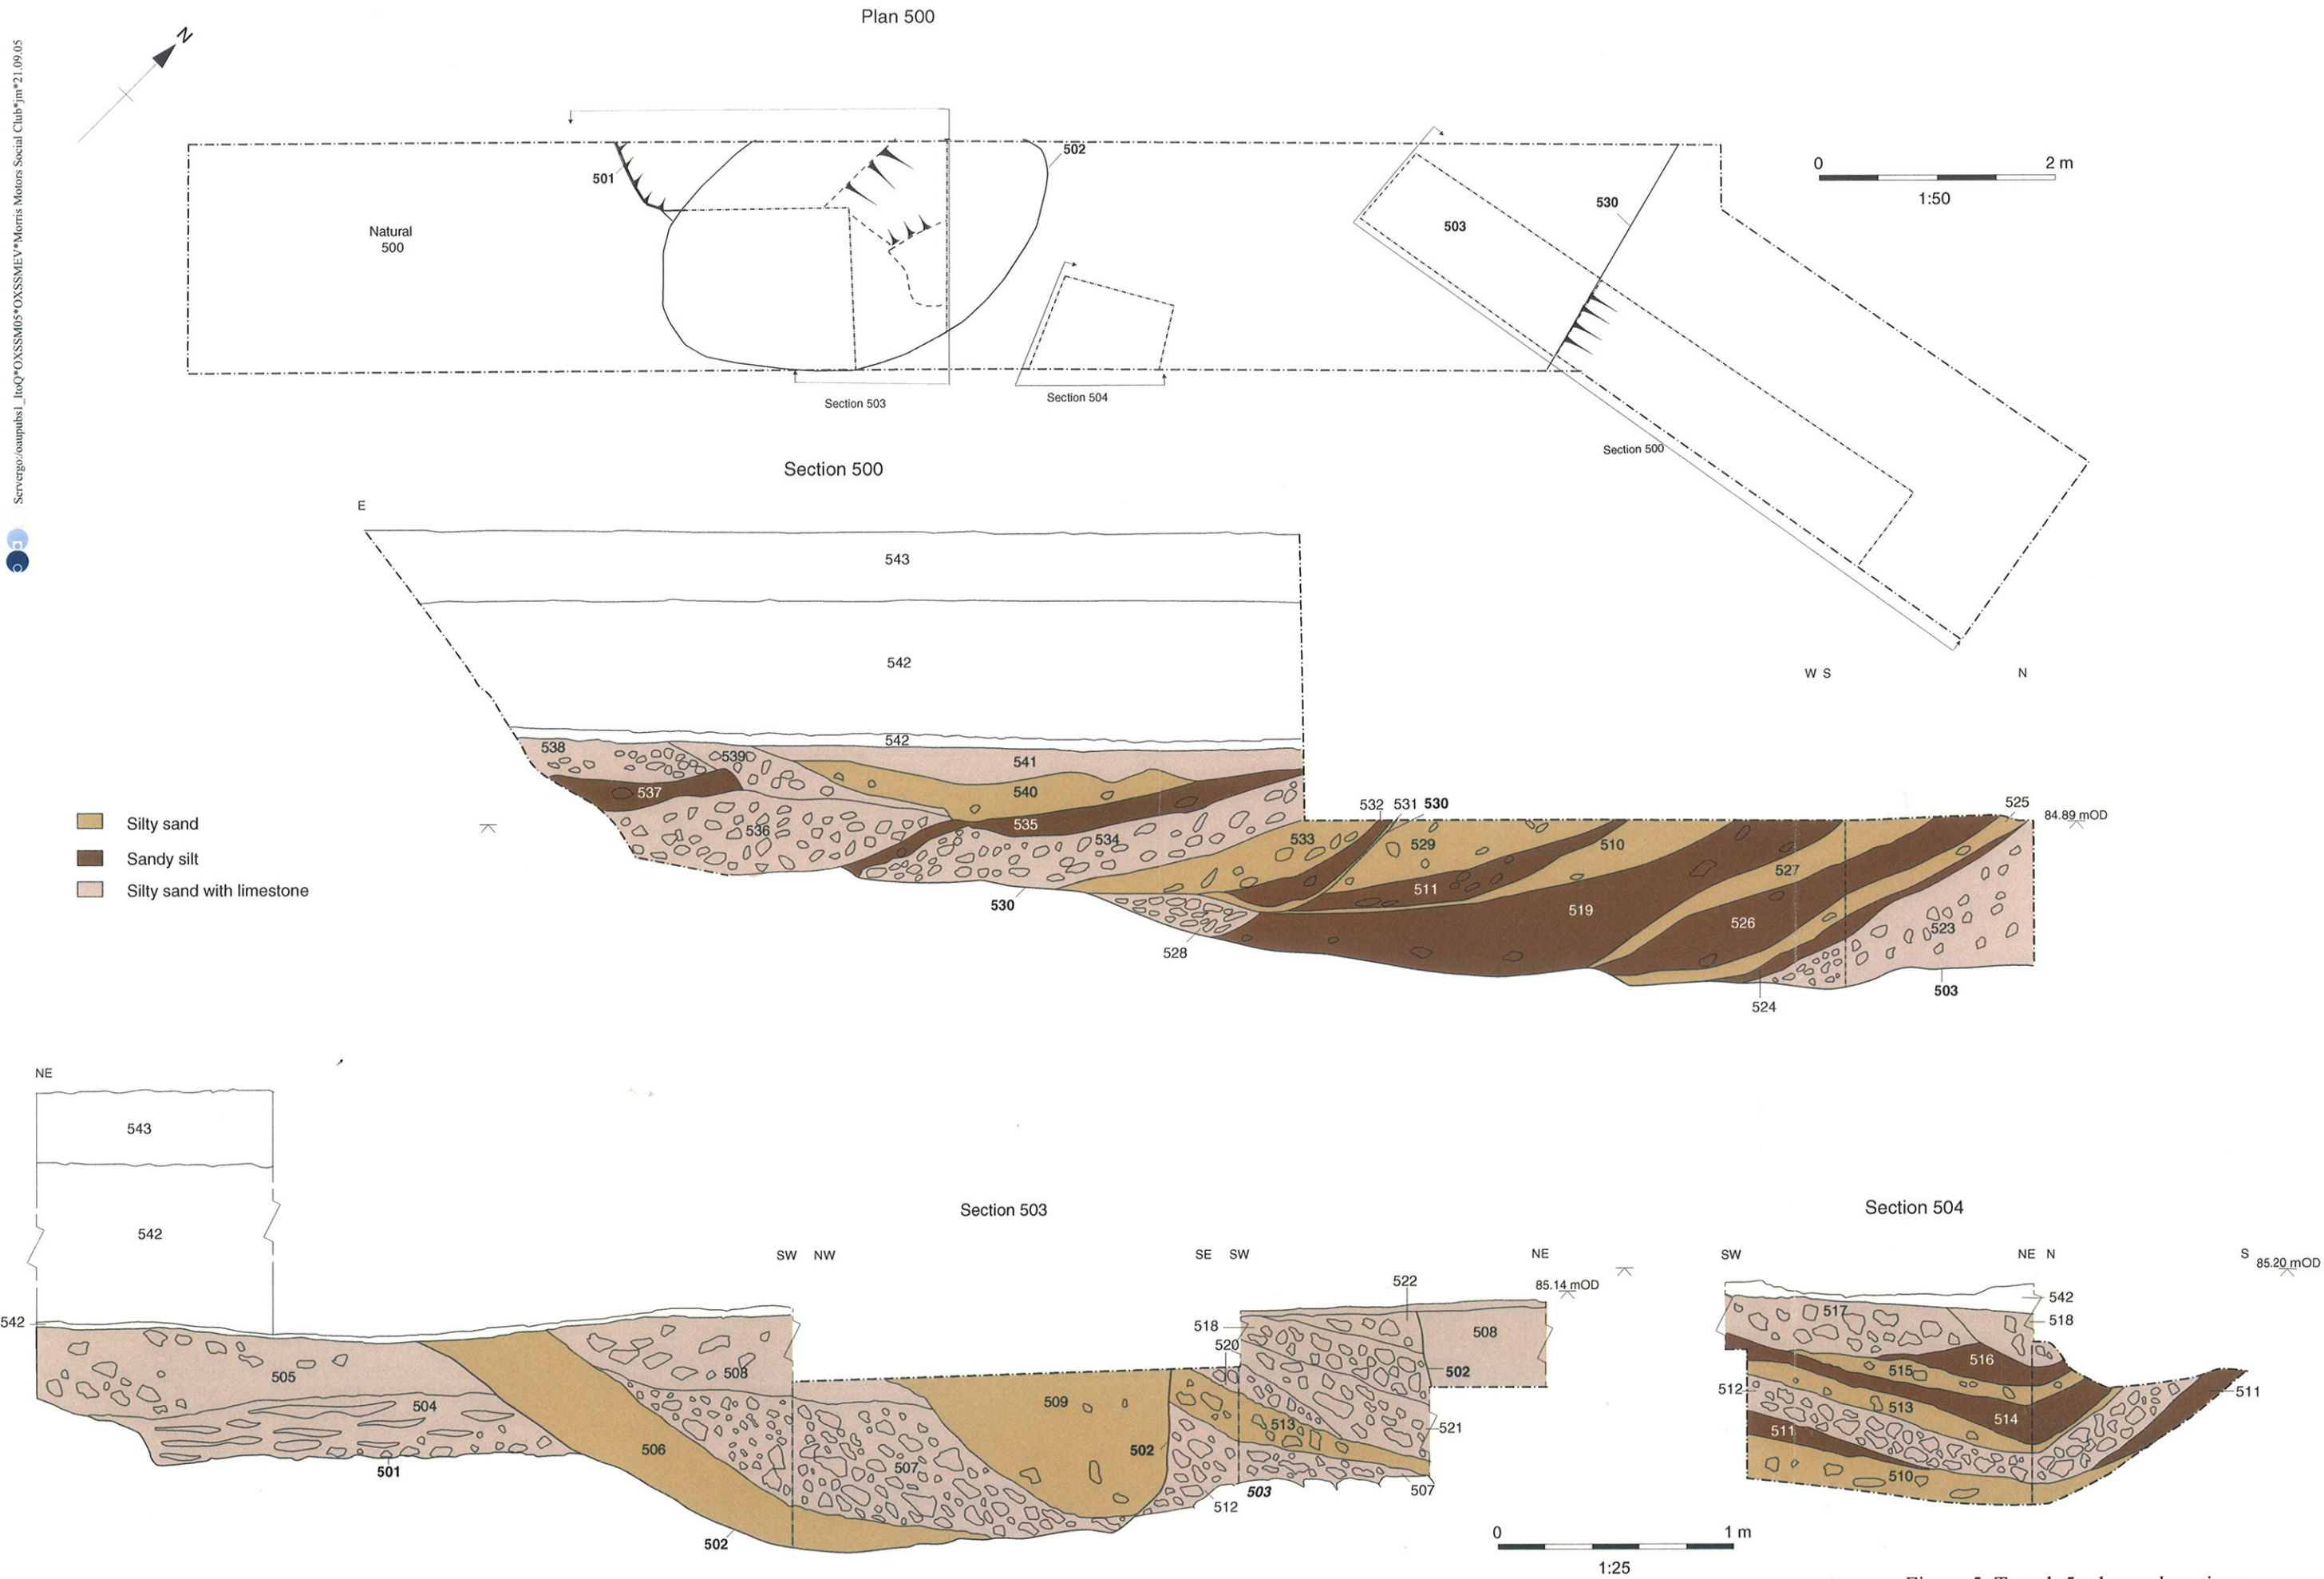 Plan 500
N
Servergo:/oaupubs1_ItoQ*OXSSM05*OXSSMEV*Morris Motors Social Club*jm*21.09.05
501
502
Natural
500
503
530
0 2 m
1:50
Section 503
Section 504
Section 500
Section 500
E
W S N
543
542
542
538
539
541
537
540
536
535
534
533
532 531 530
529
510
511
519
527
526
525
84.89 mOD
523
528
530
524
503
Silty sand
Sandy silt
Silty sand with limestone
NE
543
542
542
Section 503
SW NW SE SW NE
505
504
501
506
508
507
509
502
502
518
520
522
508
502
85.14 mOD
513
521
512
503
507
0 1 m
1:25
Section 504
SW NE N S
85.20 mOD
542
517
518
516
515
512
513
514
511
511
510